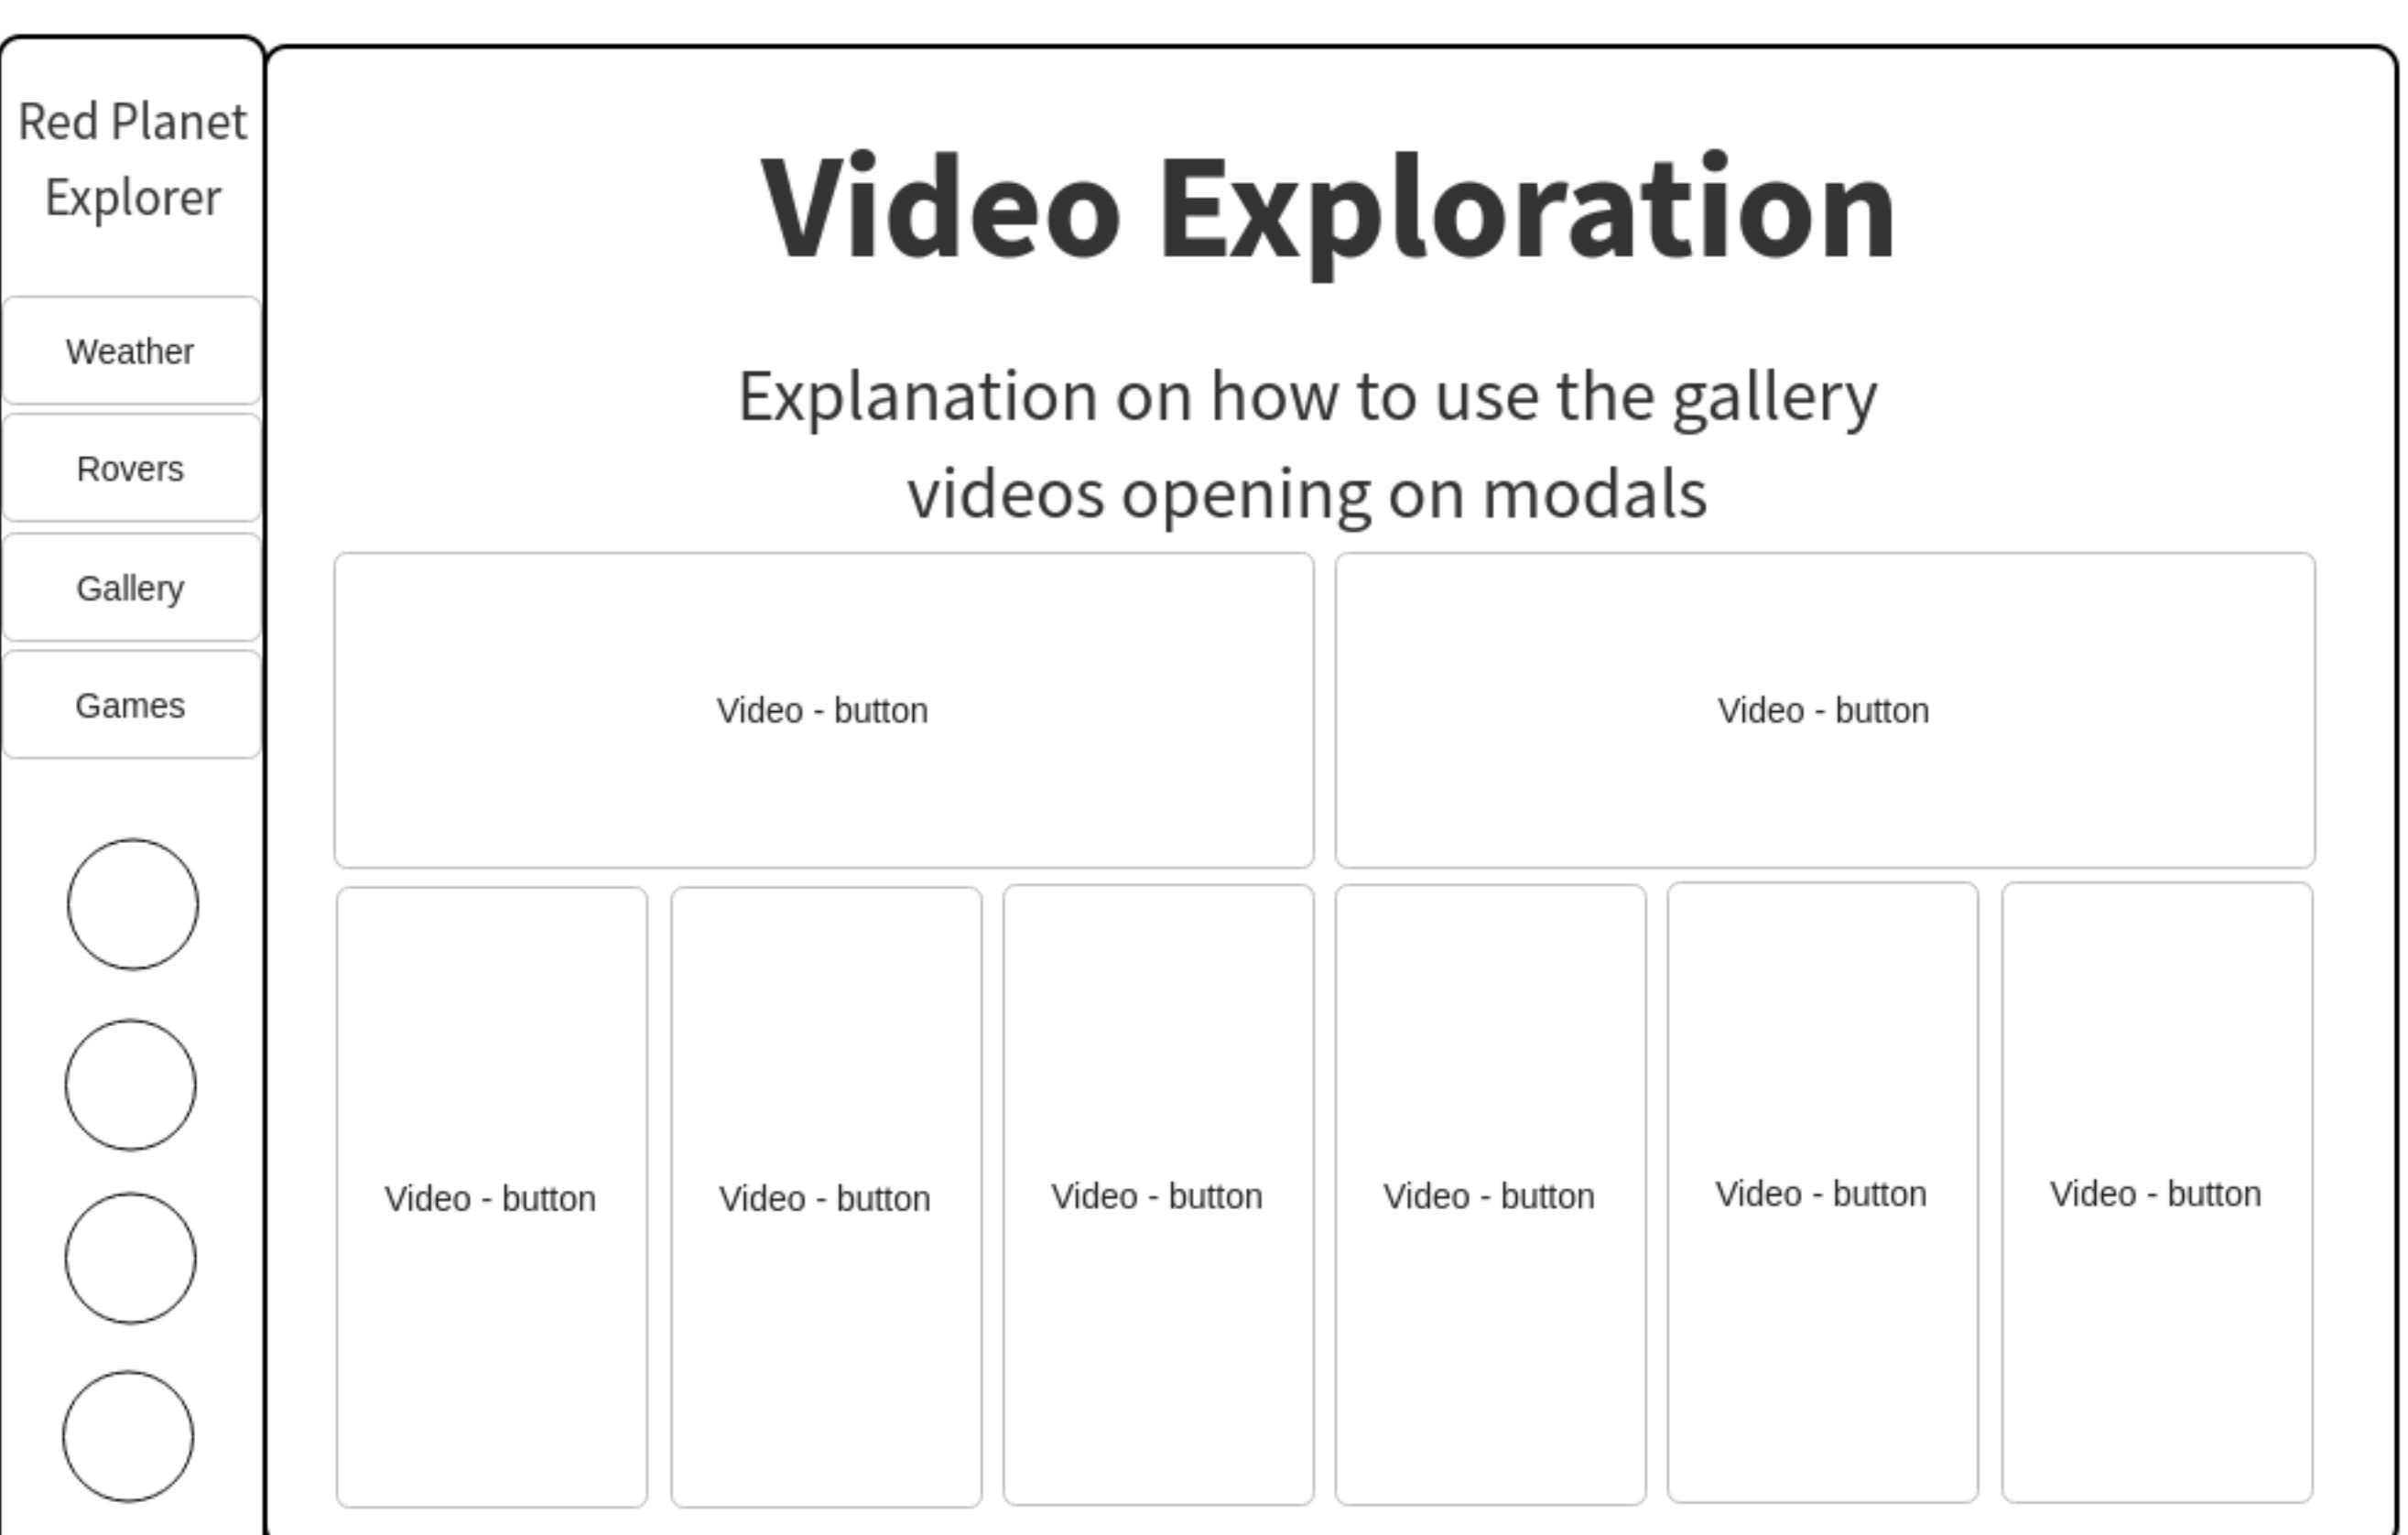 Red Planet
Explorer
Weather
Rovers
Gallery
Games
Video Exploration
Explanation on how to use the gallery
videos opening on modals
Video - button
Video - button
Video - button
Video - button
Video - button
Video - button
Video - button
Video - button